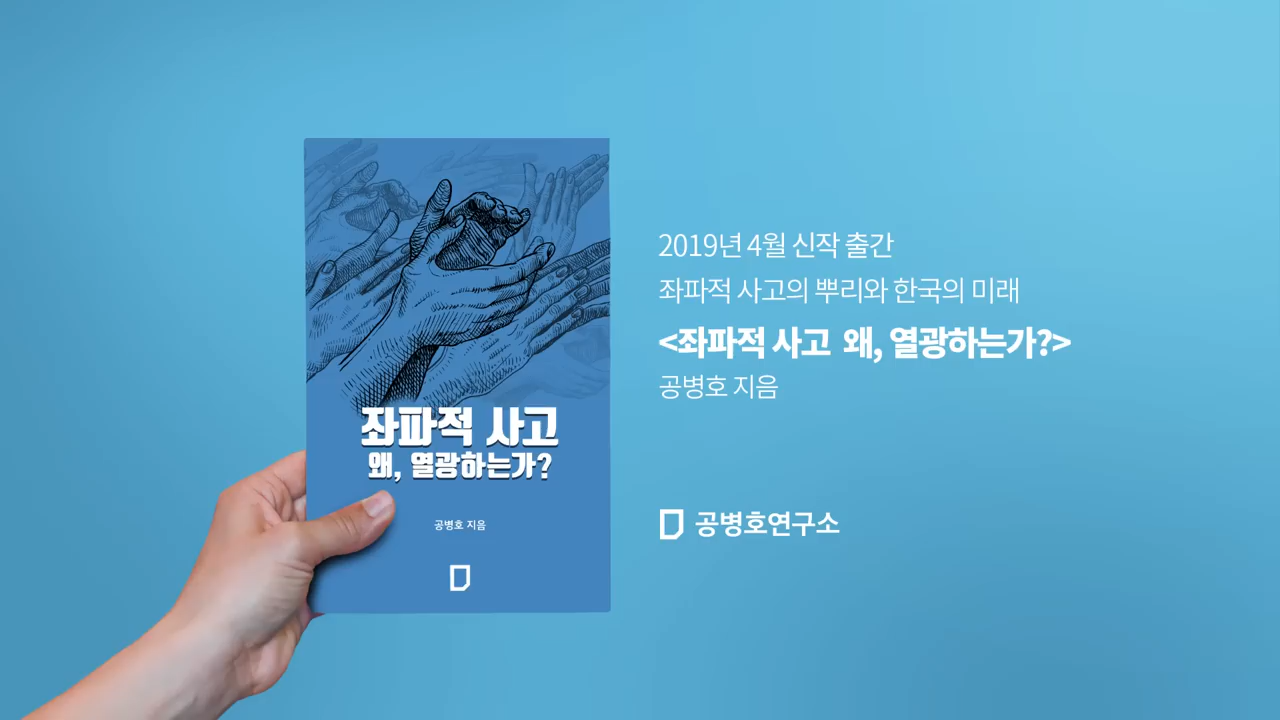 좌파적 사고
왜, 열광하는가?
공병호 지음
2019년 4월 신작 출간
좌파적 사고의 뿌리와 한국의 미래
<좌파적 사고 왜, 열광하는가?>
공병호 지음
공병호연구소